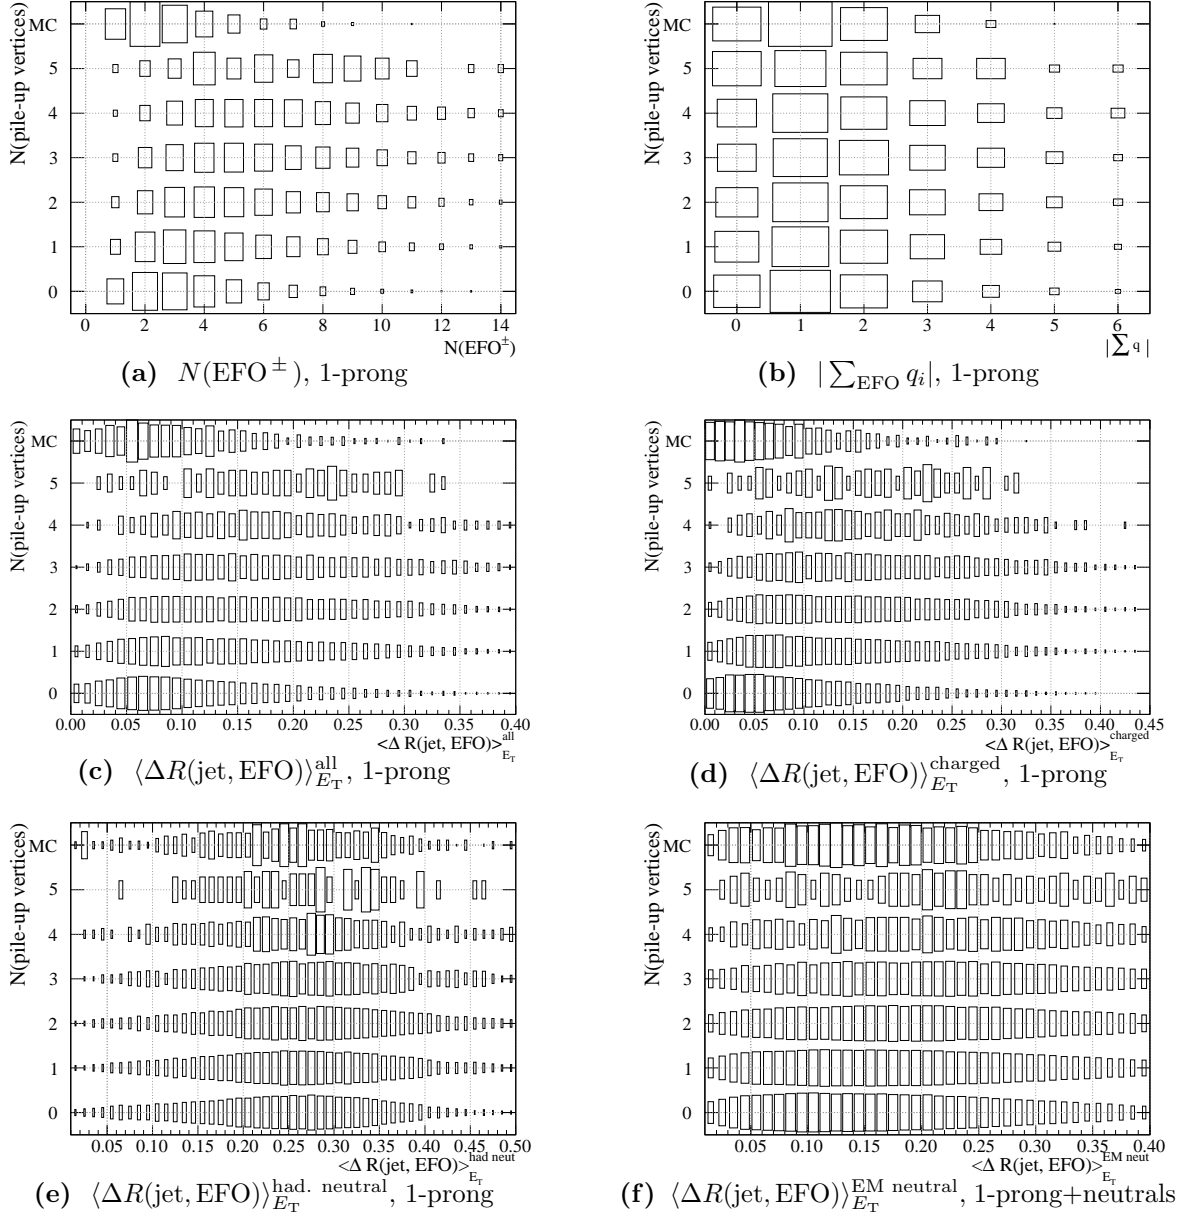 N(pile-up vertices)
MC
5
4
3
2
1
0
0 2 4 6 8 10 12 14
N(EFO±)
(a) N(EFO±), 1-prong
N(pile-up vertices)
MC
5
4
3
2
1
0
0 1 2 3 4 5 6
|∑ q |
(b) |∑EFO qi|, 1-prong
N(pile-up vertices)
MC
5
4
3
2
1
0
0.00 0.05 0.10 0.15 0.20 0.25 0.30 0.35 0.40
<Δ R(jet, EFO)>ET all
(c) ⟨ΔR(jet, EFO)⟩ET all, 1-prong
N(pile-up vertices)
MC
5
4
3
2
1
0
0.00 0.05 0.10 0.15 0.20 0.25 0.30 0.35 0.40 0.45
<Δ R(jet, EFO)>ET charged
(d) ⟨ΔR(jet, EFO)⟩ET charged, 1-prong
N(pile-up vertices)
MC
5
4
3
2
1
0
0.05 0.10 0.15 0.20 0.25 0.30 0.35 0.40 0.45 0.50
<Δ R(jet, EFO)>ET had neut
(e) ⟨ΔR(jet, EFO)⟩ET had. neutral, 1-prong
N(pile-up vertices)
MC
5
4
3
2
1
0
0.05 0.10 0.15 0.20 0.25 0.30 0.35 0.40
<Δ R(jet, EFO)>ET EM neut
(f) ⟨ΔR(jet, EFO)⟩ET EM neutral, 1-prong+neutrals